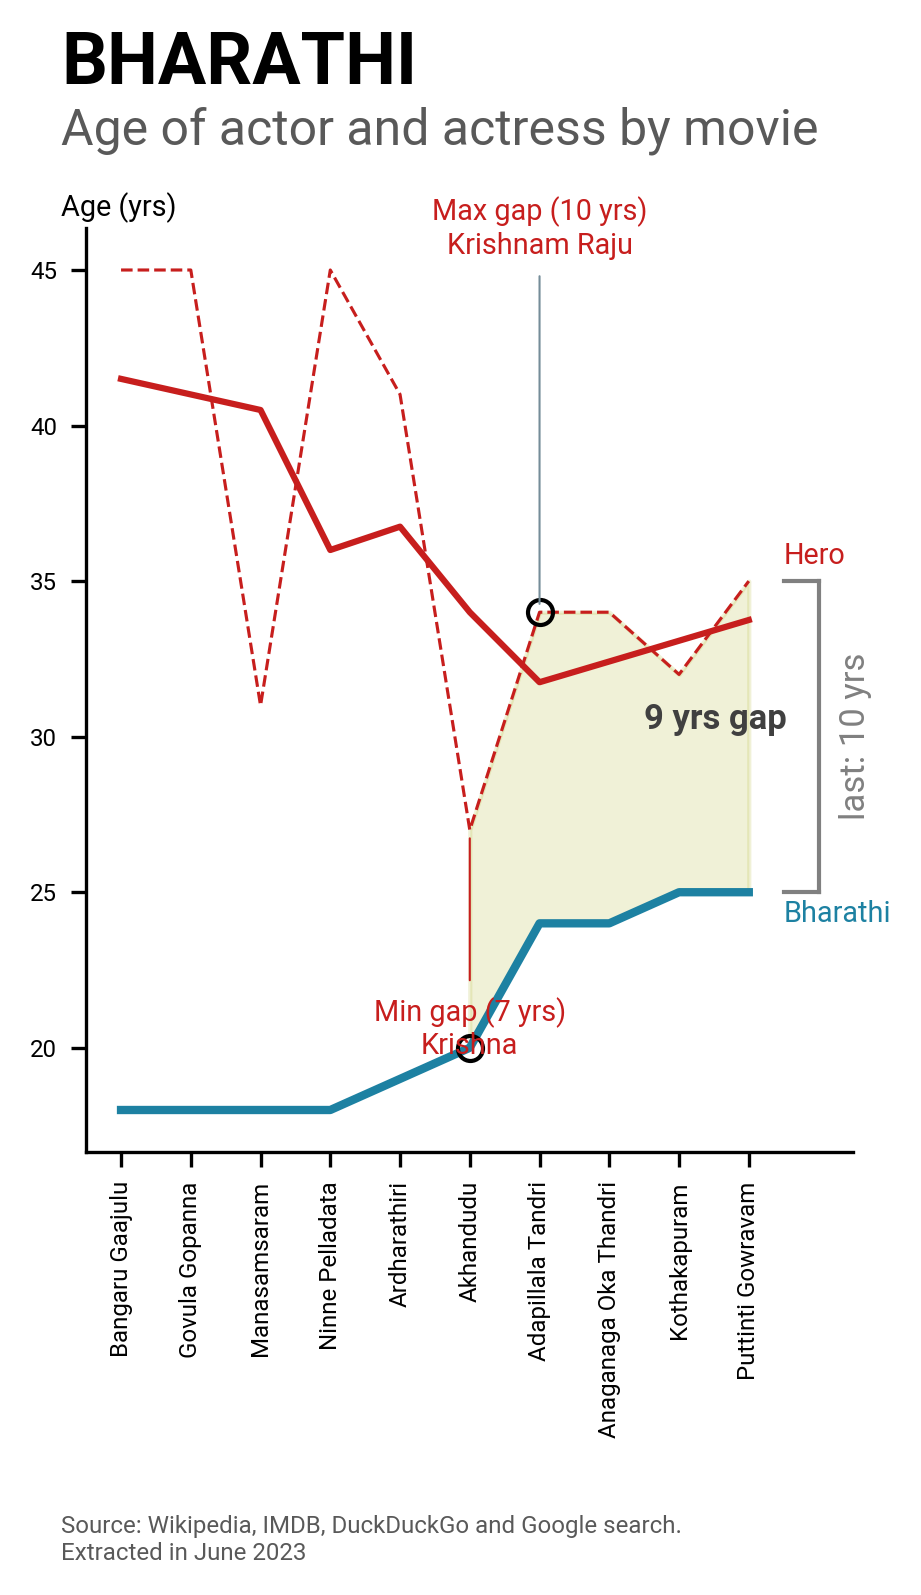 BHARATHI
Age of actor and actress by movie
Age (yrs)
Max gap (10 yrs)
Krishnam Raju
45
40
35
30
25
20
Hero
last: 10 yrs
9 yrs gap
Bharathi
Min gap (7 yrs)
Krishna
Bangaru Gaajulu
Govula Gopanna
Manasamsaram
Ninne Pelladata
Ardharathiri
Akhandudu
Adapillala Tandri
Anaganaga Oka Thandri
Kothakapuram
Puttinti Gowravam
Source: Wikipedia, IMDB, DuckDuckGo and Google search.
Extracted in June 2023